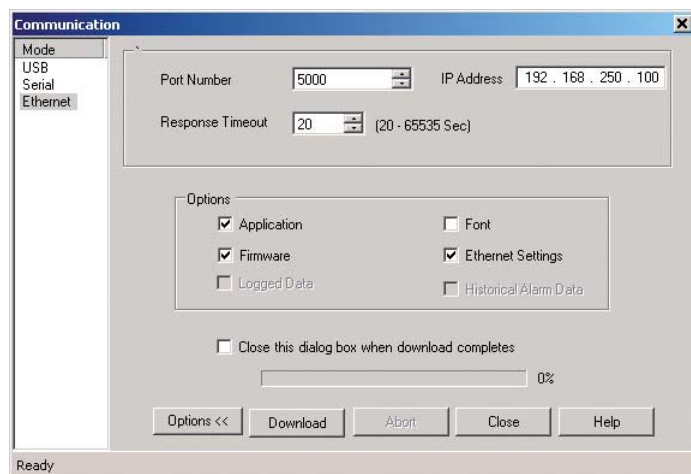 Communication
Mode
USB
Serial
Ethernet
Port Number 5000 IP Address 192 . 168 . 250 . 100
Response Timeout 20 (20 - 65535 Sec)
Options
Application Font
Firmware Ethernet Settings
Logged Data Historical Alarm Data
Close this dialog box when download completes
0%
Options << Download Abort Close Help
Ready